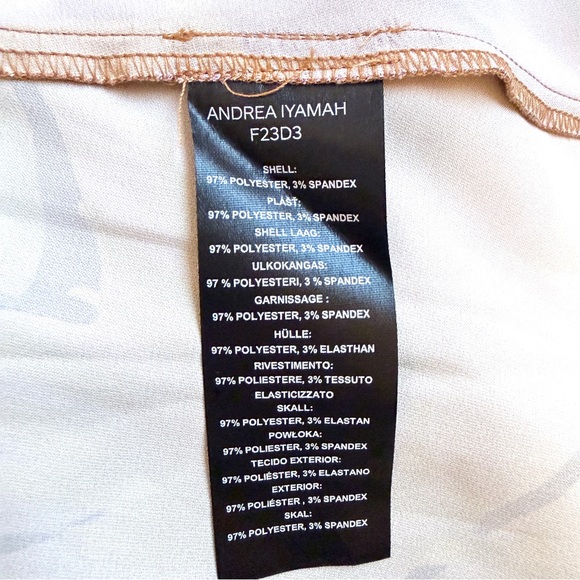 ANDREA IYAMAH
F23D3
SHELL:
97% POLYESTER, 3% SPANDEX
PLÁŠŤ:
97% POLYESTER, 3% SPANDEX
SHELL LAAG:
97% POLYESTER, 3% SPANDEX
ULKOKANGAS:
97% POLYESTERI, 3% SPANDEX
GARNISSAGE :
97% POLYESTER, 3% SPANDEX
HÜLLE:
97% POLYESTER, 3% ELASTHAN
RIVESTIMENTO:
97% POLIESTERE, 3% TESSUTO
ELASTICIZZATO
SKALL:
97% POLYESTER, 3% ELASTAN
POWŁOKA:
97% POLIESTER, 3% SPANDEX
TECIDO EXTERIOR:
97% POLIÉSTER, 3% ELASTANO
EXTERIOR:
97% POLIÉSTER , 3% SPANDEX
SKAL:
97% POLYESTER, 3% SPANDEX